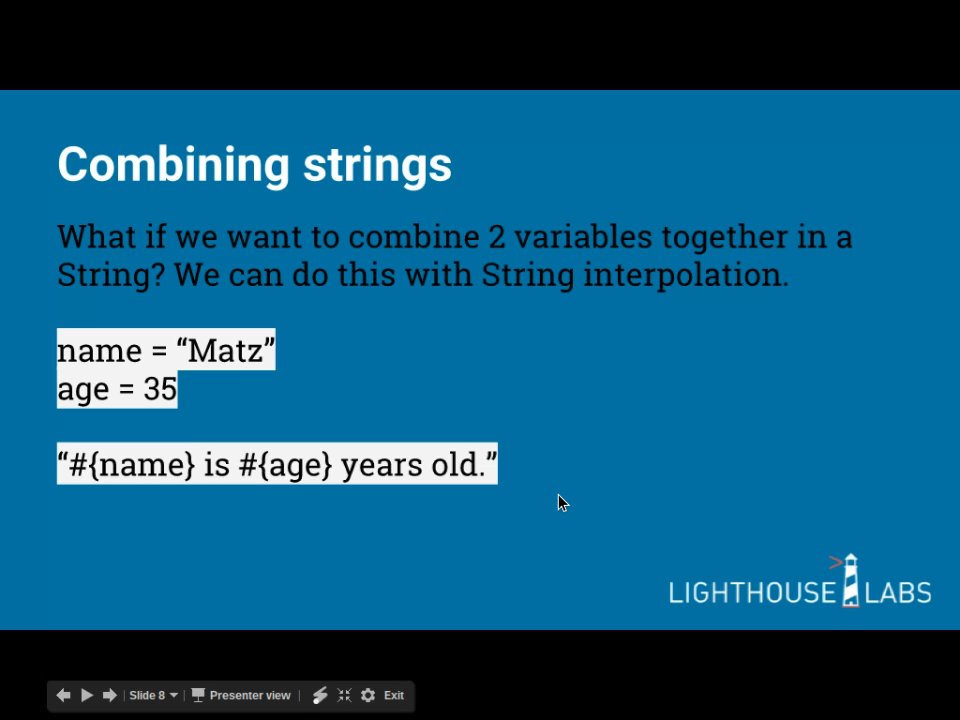 Combining strings
What if we want to combine 2 variables together in a
String? We can do this with String interpolation.
name = “Matz”
age = 35
“#{name} is #{age} years old.”
LIGHTHOUSE LABS
Slide 8
Presenter view
Exit